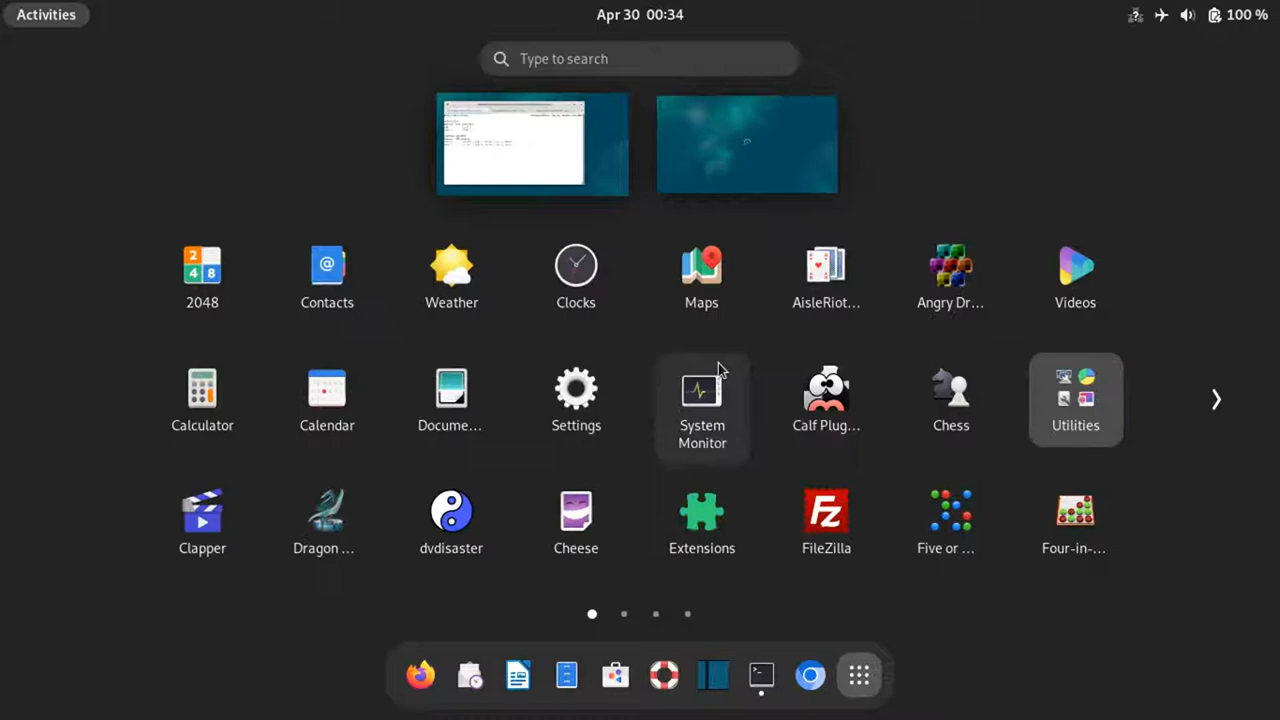 Activities
Apr 30 00:34
100 %
Type to search
2048
Contacts
Weather
Clocks
Maps
AisleRiot...
Angry Dr...
Videos
Calculator
Calendar
Docume...
Settings
System
Monitor
Calf Plug...
Chess
Utilities
Clapper
Dragon ...
dvdisaster
Cheese
Extensions
FileZilla
Five or ...
Four-in-...